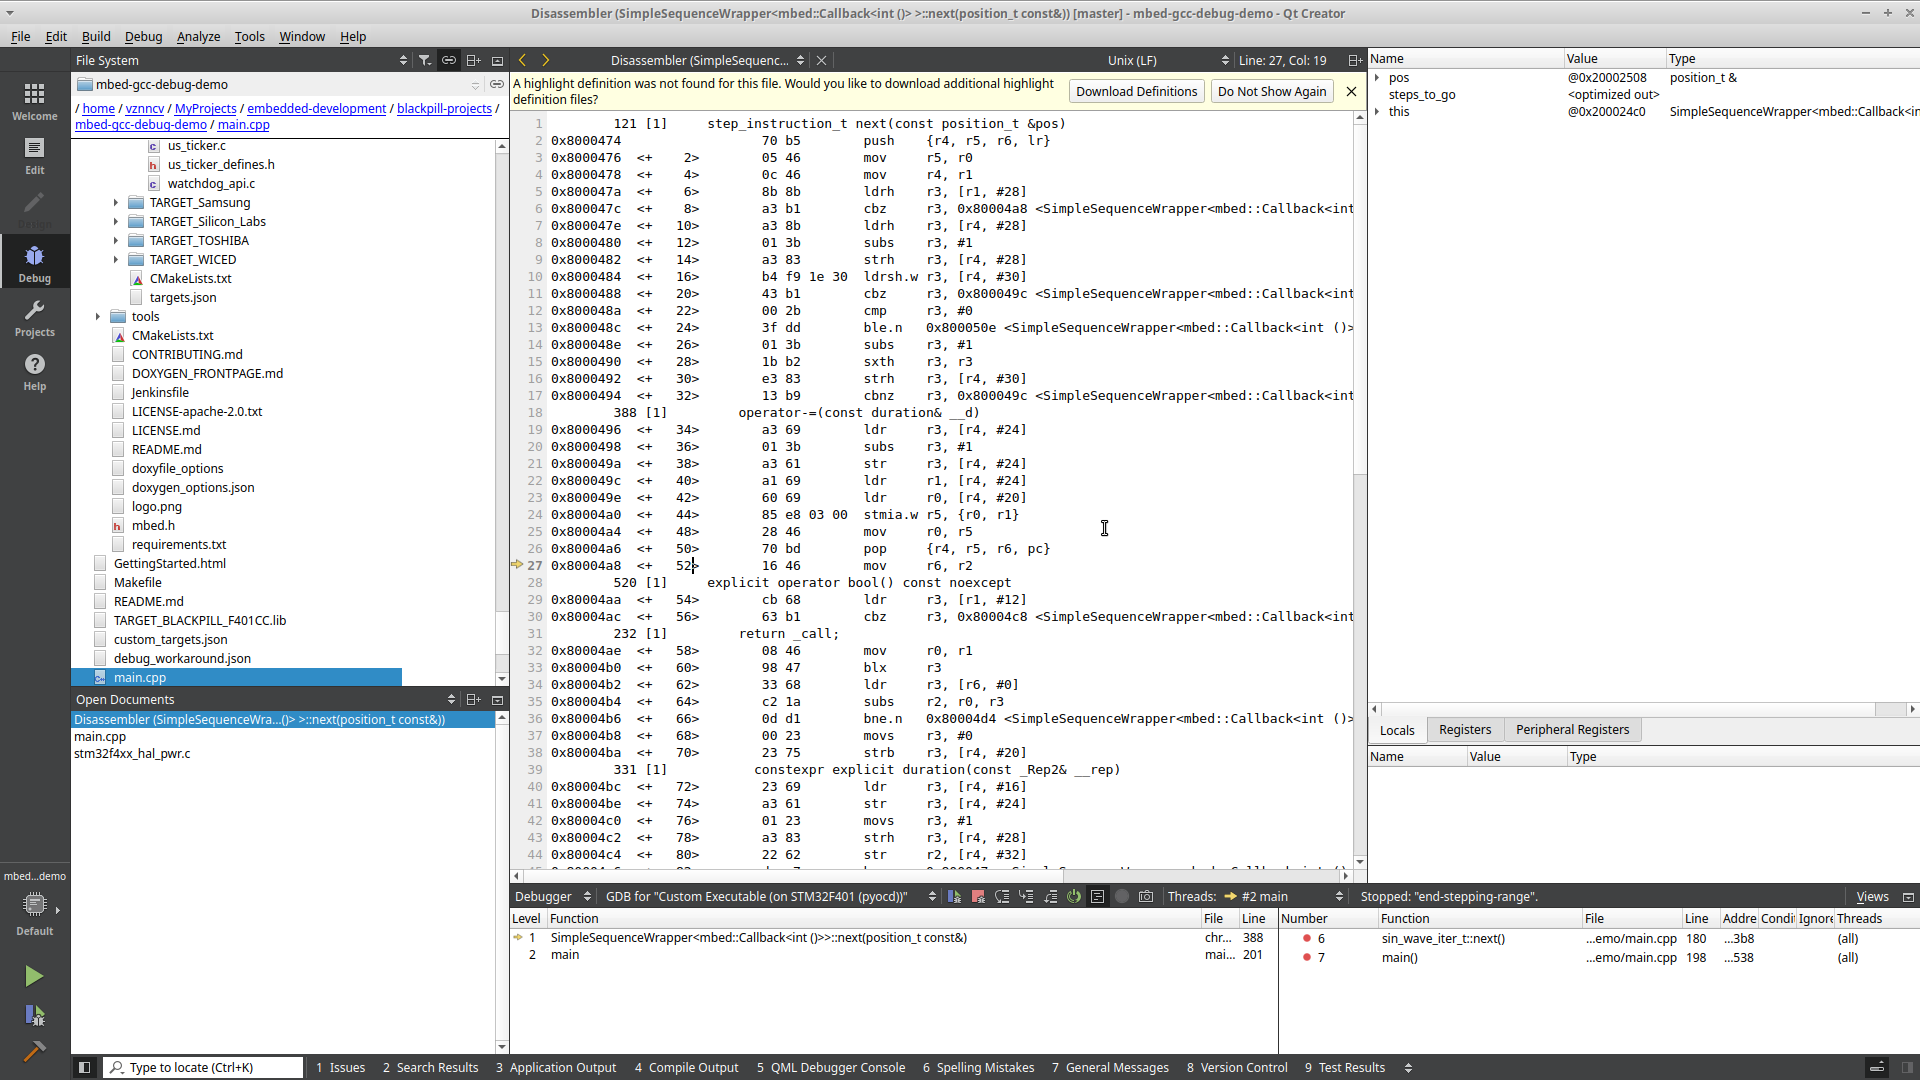 Disassembler (SimpleSequenceWrapper<mbed::Callback<int ()> >::next(position_t const&)) [master] - mbed-gcc-debug-demo - Qt Creator
File Edit Build Debug Analyze Tools Window Help
Welcome
Edit
Design
Debug
Projects
Help
mbed...demo
Default
File System
mbed-gcc-debug-demo
/ home / vznncv / MyProjects / embedded-development / blackpill-projects /
mbed-gcc-debug-demo / main.cpp
us_ticker.c
us_ticker_defines.h
watchdog_api.c
TARGET_Samsung
TARGET_Silicon_Labs
TARGET_TOSHIBA
TARGET_WICED
CMakeLists.txt
targets.json
tools
CMakeLists.txt
CONTRIBUTING.md
DOXYGEN_FRONTPAGE.md
Jenkinsfile
LICENSE-apache-2.0.txt
LICENSE.md
README.md
doxyfile_options
doxygen_options.json
logo.png
mbed.h
requirements.txt
GettingStarted.html
Makefile
README.md
TARGET_BLACKPILL_F401CC.lib
custom_targets.json
debug_workaround.json
main.cpp
Open Documents
Disassembler (SimpleSequenceWra...()> >::next(position_t const&))
main.cpp
stm32f4xx_hal_pwr.c
Disassembler (SimpleSequenc... Unix (LF) Line: 27, Col: 19
A highlight definition was not found for this file. Would you like to download additional highlight
definition files?
Download Definitions Do Not Show Again
1 121 [1] step_instruction_t next(const position_t &pos)
2 0x8000474 70 b5 push {r4, r5, r6, lr}
3 0x8000476 <+ 2> 05 46 mov r5, r0
4 0x8000478 <+ 4> 0c 46 mov r4, r1
5 0x800047a <+ 6> 8b 8b ldrh r3, [r1, #28]
6 0x800047c <+ 8> a3 b1 cbz r3, 0x80004a8 <SimpleSequenceWrapper<mbed::Callback<int
7 0x800047e <+ 10> a3 8b ldrh r3, [r4, #28]
8 0x8000480 <+ 12> 01 3b subs r3, #1
9 0x8000482 <+ 14> a3 83 strh r3, [r4, #28]
10 0x8000484 <+ 16> b4 f9 1e 30 ldrsh.w r3, [r4, #30]
11 0x8000488 <+ 20> 43 b1 cbz r3, 0x800049c <SimpleSequenceWrapper<mbed::Callback<int
12 0x800048a <+ 22> 00 2b cmp r3, #0
13 0x800048c <+ 24> 3f dd ble.n 0x800050e <SimpleSequenceWrapper<mbed::Callback<int ()>
14 0x800048e <+ 26> 01 3b subs r3, #1
15 0x8000490 <+ 28> 1b b2 sxth r3, r3
16 0x8000492 <+ 30> e3 83 strh r3, [r4, #30]
17 0x8000494 <+ 32> 13 b9 cbnz r3, 0x800049c <SimpleSequenceWrapper<mbed::Callback<int
18 388 [1] operator-=(const duration& __d)
19 0x8000496 <+ 34> a3 69 ldr r3, [r4, #24]
20 0x8000498 <+ 36> 01 3b subs r3, #1
21 0x800049a <+ 38> a3 61 str r3, [r4, #24]
22 0x800049c <+ 40> a1 69 ldr r1, [r4, #24]
23 0x800049e <+ 42> 60 69 ldr r0, [r4, #20]
24 0x80004a0 <+ 44> 85 e8 03 00 stmia.w r5, {r0, r1}
25 0x80004a4 <+ 48> 28 46 mov r0, r5
26 0x80004a6 <+ 50> 70 bd pop {r4, r5, r6, pc}
27 0x80004a8 <+ 52> 16 46 mov r6, r2
28 520 [1] explicit operator bool() const noexcept
29 0x80004aa <+ 54> cb 68 ldr r3, [r1, #12]
30 0x80004ac <+ 56> 63 b1 cbz r3, 0x80004c8 <SimpleSequenceWrapper<mbed::Callback<int
31 232 [1] return _call;
32 0x80004ae <+ 58> 08 46 mov r0, r1
33 0x80004b0 <+ 60> 98 47 blx r3
34 0x80004b2 <+ 62> 33 68 ldr r3, [r6, #0]
35 0x80004b4 <+ 64> c2 1a subs r2, r0, r3
36 0x80004b6 <+ 66> 0d d1 bne.n 0x80004d4 <SimpleSequenceWrapper<mbed::Callback<int ()>
37 0x80004b8 <+ 68> 00 23 movs r3, #0
38 0x80004ba <+ 70> 23 75 strb r3, [r4, #20]
39 331 [1] constexpr explicit duration(const _Rep2& __rep)
40 0x80004bc <+ 72> 23 69 ldr r3, [r4, #16]
41 0x80004be <+ 74> a3 61 str r3, [r4, #24]
42 0x80004c0 <+ 76> 01 23 movs r3, #1
43 0x80004c2 <+ 78> a3 83 strh r3, [r4, #28]
44 0x80004c4 <+ 80> 22 62 str r2, [r4, #32]
Name Value Type
pos @0x20002508 position_t &
steps_to_go <optimized out>
this @0x200024c0 SimpleSequenceWrapper<mbed::Callback<in
Locals Registers Peripheral Registers
Name Value Type
Debugger GDB for "Custom Executable (on STM32F401 (pyocd))" Threads: #2 main Stopped: "end-stepping-range". Views
Level Function File Line
1 SimpleSequenceWrapper<mbed::Callback<int ()>>::next(position_t const&) chr... 388
2 main mai... 201
Number Function File Line Addre Condi Ignore Threads
6 sin_wave_iter_t::next() ...emo/main.cpp 180 ...3b8 (all)
7 main() ...emo/main.cpp 198 ...538 (all)
Type to locate (Ctrl+K) 1 Issues 2 Search Results 3 Application Output 4 Compile Output 5 QML Debugger Console 6 Spelling Mistakes 7 General Messages 8 Version Control 9 Test Results